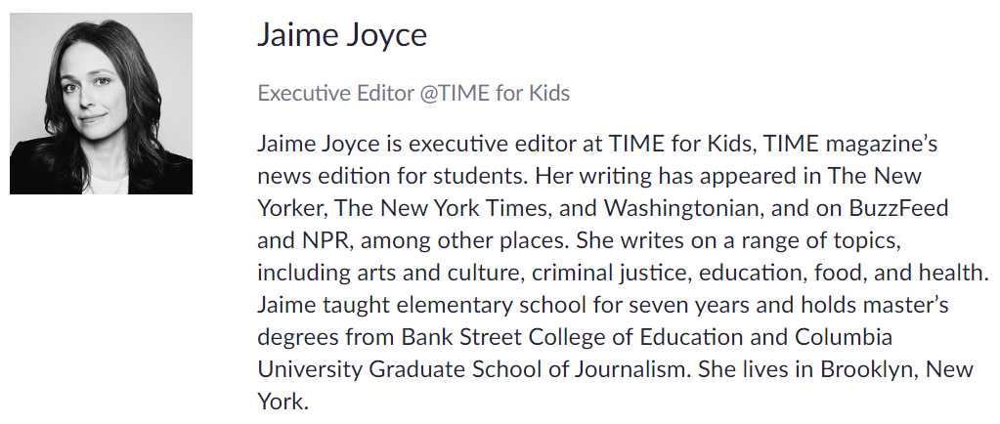 Jaime Joyce
Executive Editor @TIME for Kids
Jaime Joyce is executive editor at TIME for Kids, TIME magazine’s
news edition for students. Her writing has appeared in The New
Yorker, The New York Times, and Washingtonian, and on BuzzFeed
and NPR, among other places. She writes on a range of topics,
including arts and culture, criminal justice, education, food, and health.
Jaime taught elementary school for seven years and holds master’s
degrees from Bank Street College of Education and Columbia
University Graduate School of Journalism. She lives in Brooklyn, New
York.